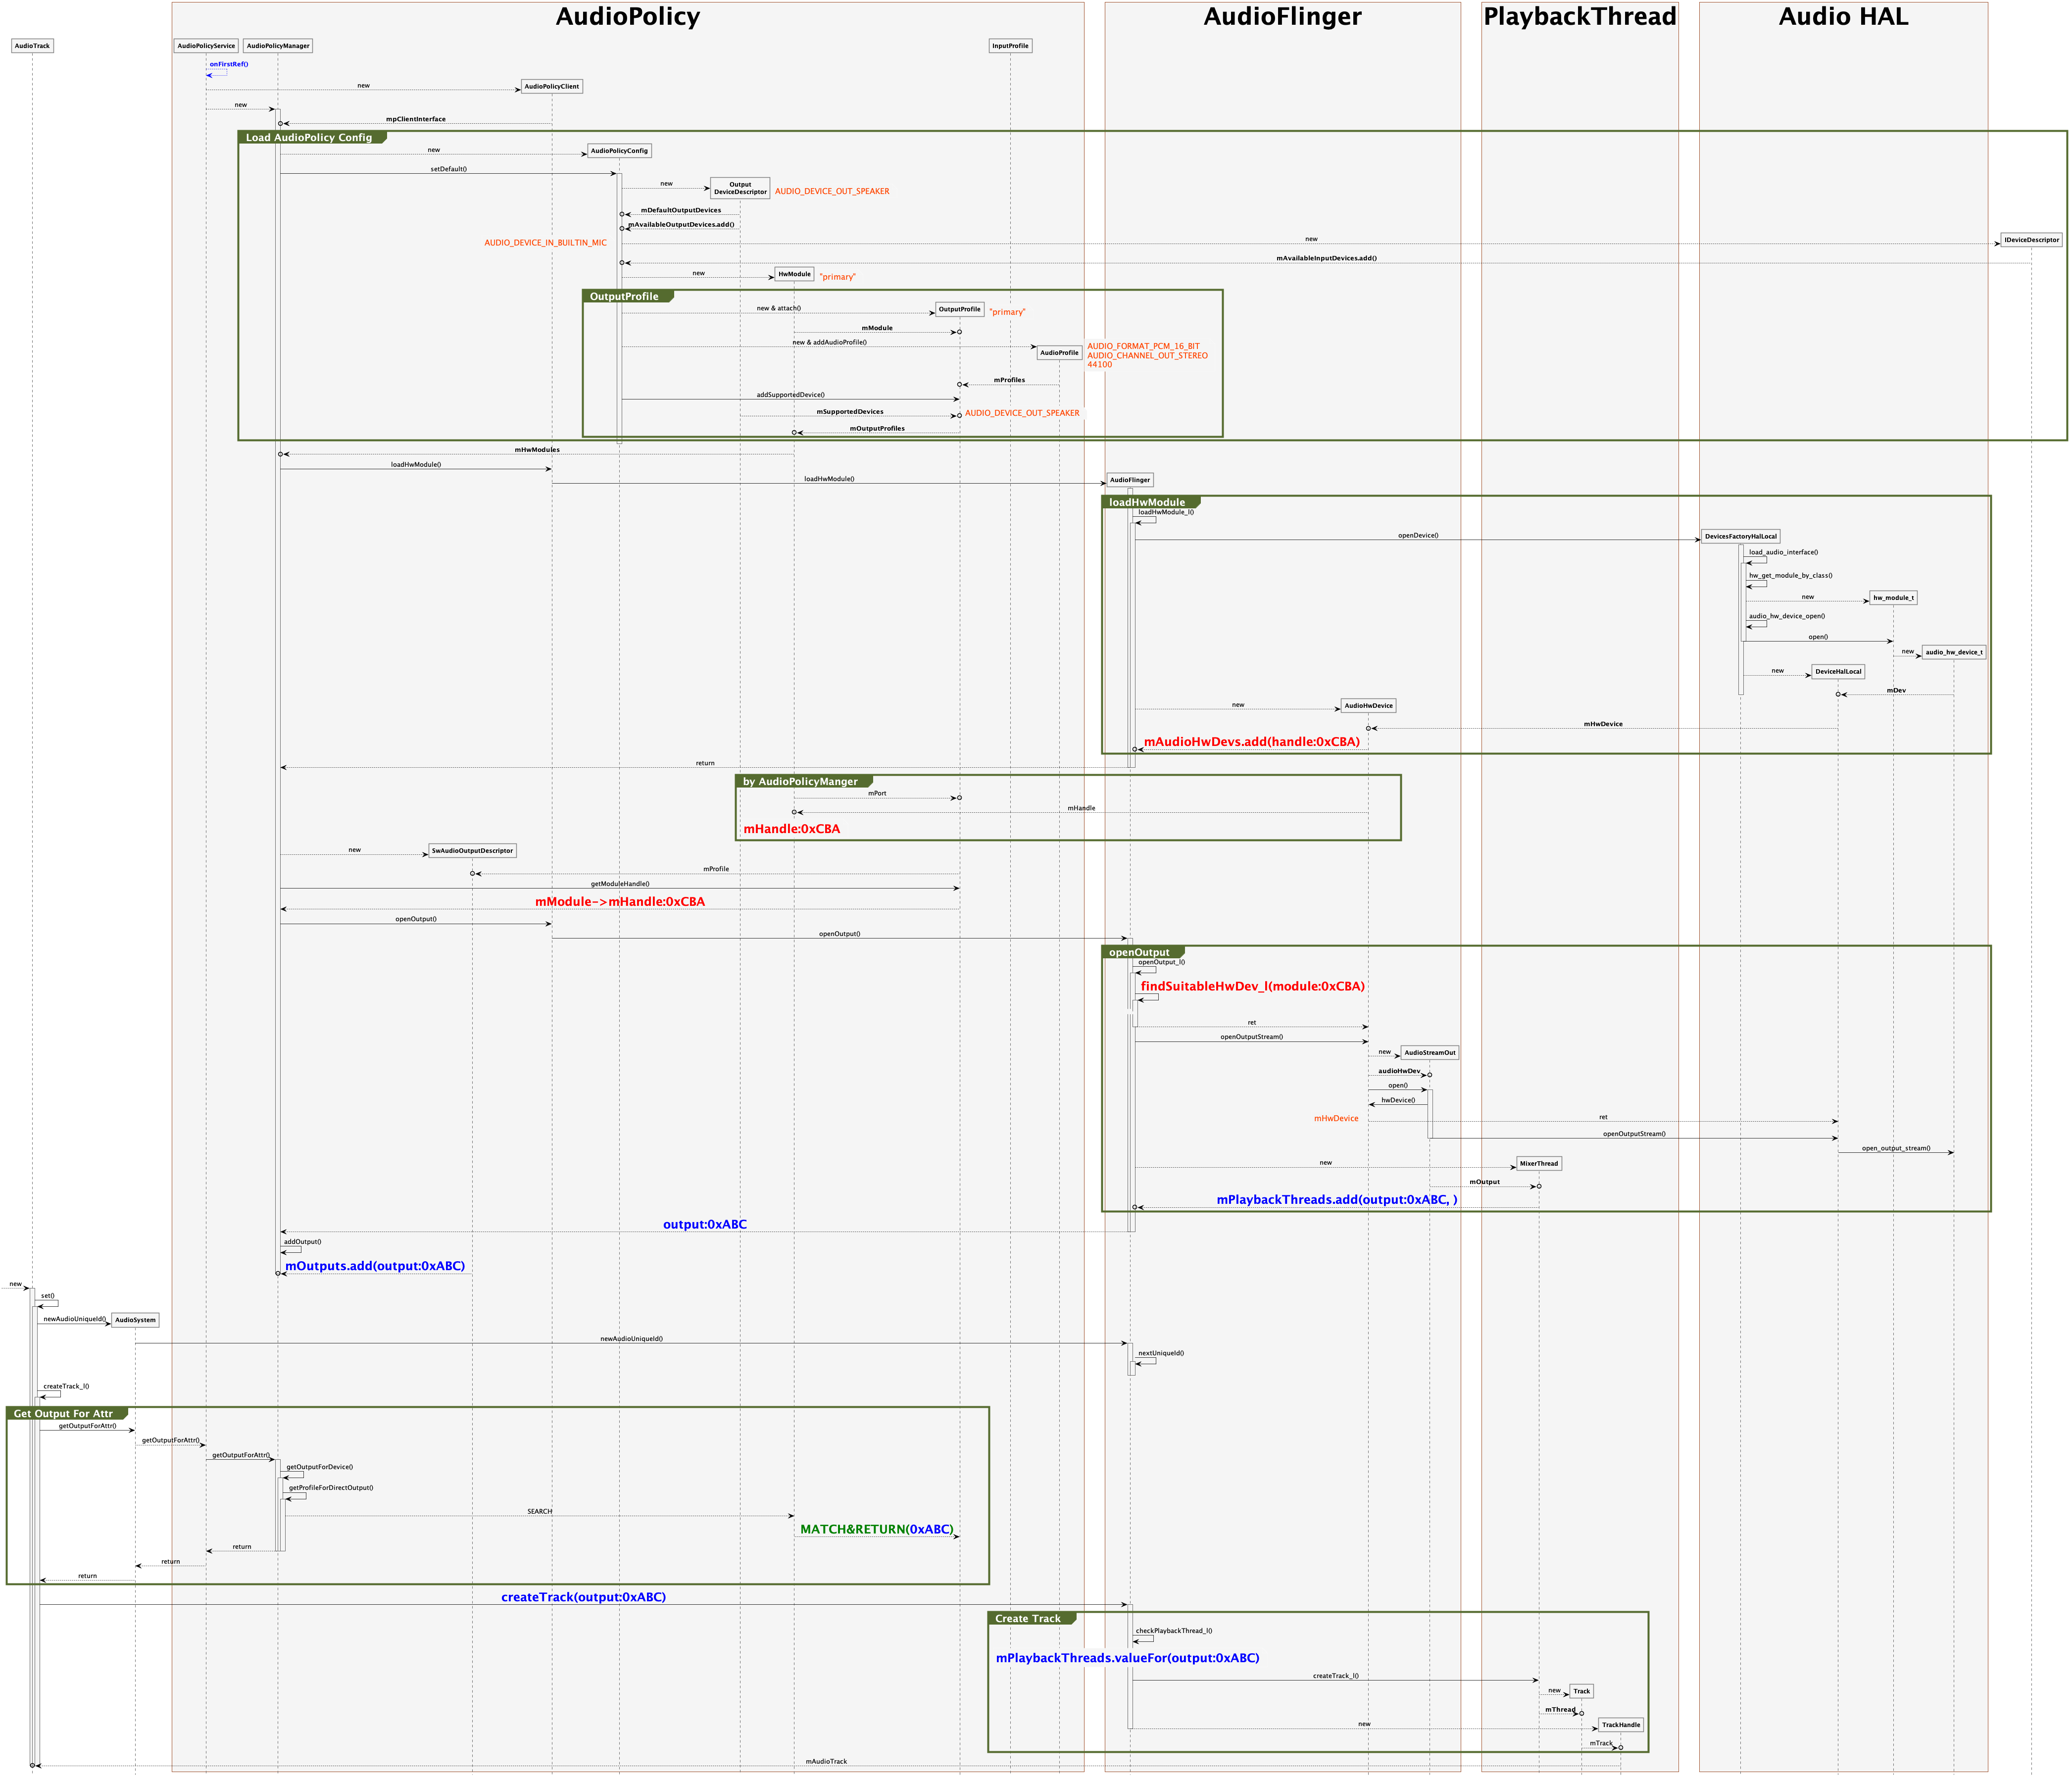 AudioPolicy
AudioFlinger
PlaybackThread
Audio HAL
AudioTrack
AudioPolicyService
AudioPolicyManager
InputProfile
onFirstRef()
new
AudioPolicyClient
new
mpClientInterface
Load AudioPolicy Config
new
AudioPolicyConfig
setDefault()
new
Output
DeviceDescriptor
AUDIO_DEVICE_OUT_SPEAKER
mDefaultOutputDevices
mAvailableOutputDevices.add()
AUDIO_DEVICE_IN_BUILTIN_MIC
new
IDeviceDescriptor
mAvailableInputDevices.add()
new
HwModule
"primary"
OutputProfile
new & attach()
OutputProfile
"primary"
mModule
new & addAudioProfile()
AudioProfile
AUDIO_FORMAT_PCM_16_BIT
AUDIO_CHANNEL_OUT_STEREO
44100
mProfiles
addSupportedDevice()
mSupportedDevices
AUDIO_DEVICE_OUT_SPEAKER
mOutputProfiles
mHwModules
loadHwModule()
loadHwModule()
AudioFlinger
loadHwModule
loadHwModule_l()
openDevice()
DevicesFactoryHalLocal
load_audio_interface()
hw_get_module_by_class()
new
hw_module_t
audio_hw_device_open()
open()
new
audio_hw_device_t
new
DeviceHalLocal
mDev
new
AudioHwDevice
mHwDevice
mAudioHwDevs.add(handle:0xCBA)
return
by AudioPolicyManger
mPort
mHandle
mHandle:0xCBA
new
SwAudioOutputDescriptor
mProfile
getModuleHandle()
mModule->mHandle:0xCBA
openOutput()
openOutput()
openOutput
openOutput_l()
findSuitableHwDev_l(module:0xCBA)
ret
openOutputStream()
new
AudioStreamOut
audioHwDev
open()
hwDevice()
mHwDevice
ret
openOutputStream()
open_output_stream()
new
MixerThread
mOutput
mPlaybackThreads.add(output:0xABC, )
output:0xABC
addOutput()
mOutputs.add(output:0xABC)
new
set()
newAudioUniqueId()
AudioSystem
newAudioUniqueId()
nextUniqueId()
createTrack_l()
Get Output For Attr
getOutputForAttr()
getOutputForAttr()
getOutputForAttr()
getOutputForDevice()
getProfileForDirectOutput()
SEARCH
MATCH&RETURN(0xABC)
return
return
return
createTrack(output:0xABC)
Create Track
checkPlaybackThread_l()
mPlaybackThreads.valueFor(output:0xABC)
createTrack_l()
new
Track
mThread
new
TrackHandle
mTrack
mAudioTrack